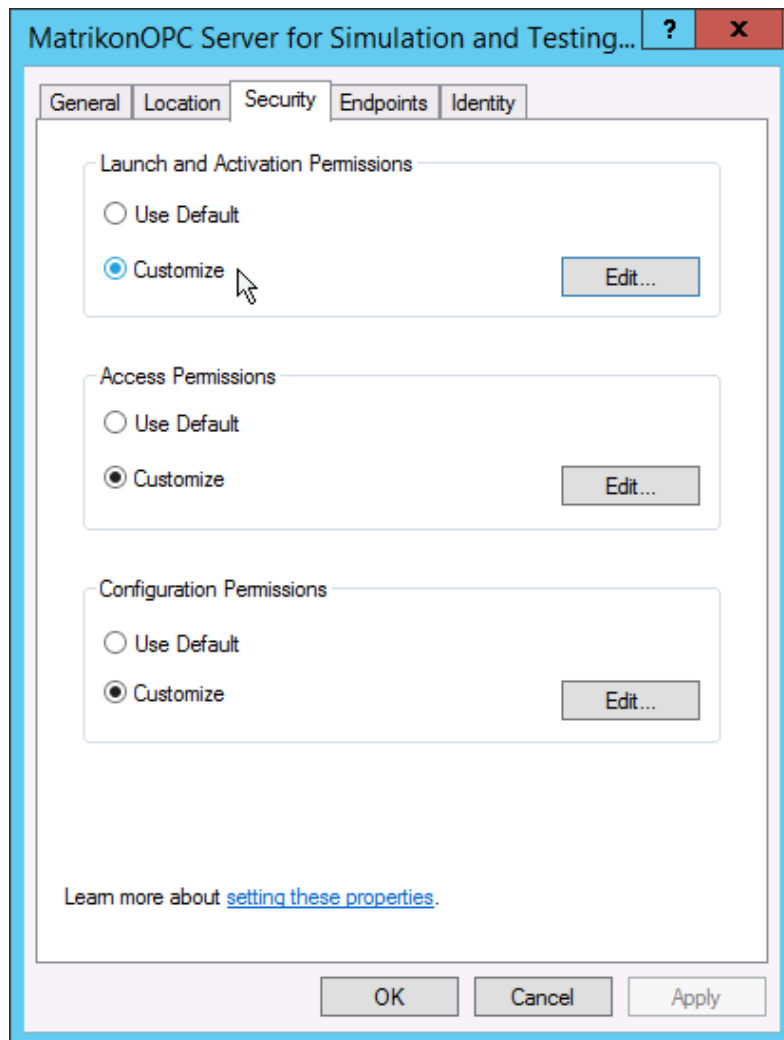 MatrikonOPC Server for Simulation and Testing... ? x
General Location Security Endpoints Identity
Launch and Activation Permissions
Use Default
Customize Edit...
Access Permissions
Use Default
Customize Edit...
Configuration Permissions
Use Default
Customize Edit...
Learn more about setting these properties.
OK Cancel Apply